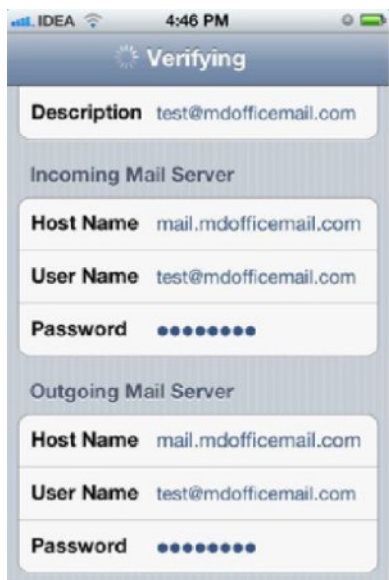 IDEA 4:46 PM
Verifying
Description test@mdofficemail.com
Incoming Mail Server
Host Name mail.mdofficemail.com
User Name test@mdofficemail.com
Password ●●●●●●●●
Outgoing Mail Server
Host Name mail.mdofficemail.com
User Name test@mdofficemail.com
Password ●●●●●●●●